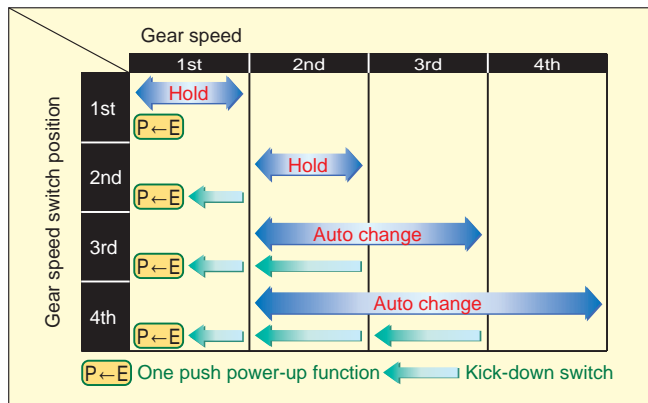 Gear speed
1st 2nd 3rd 4th
Gear speed switch position
1st
Hold
P←E
2nd
Hold
P←E
3rd
Auto change
P←E
4th
Auto change
P←E
P←E One push power-up function Kick-down switch